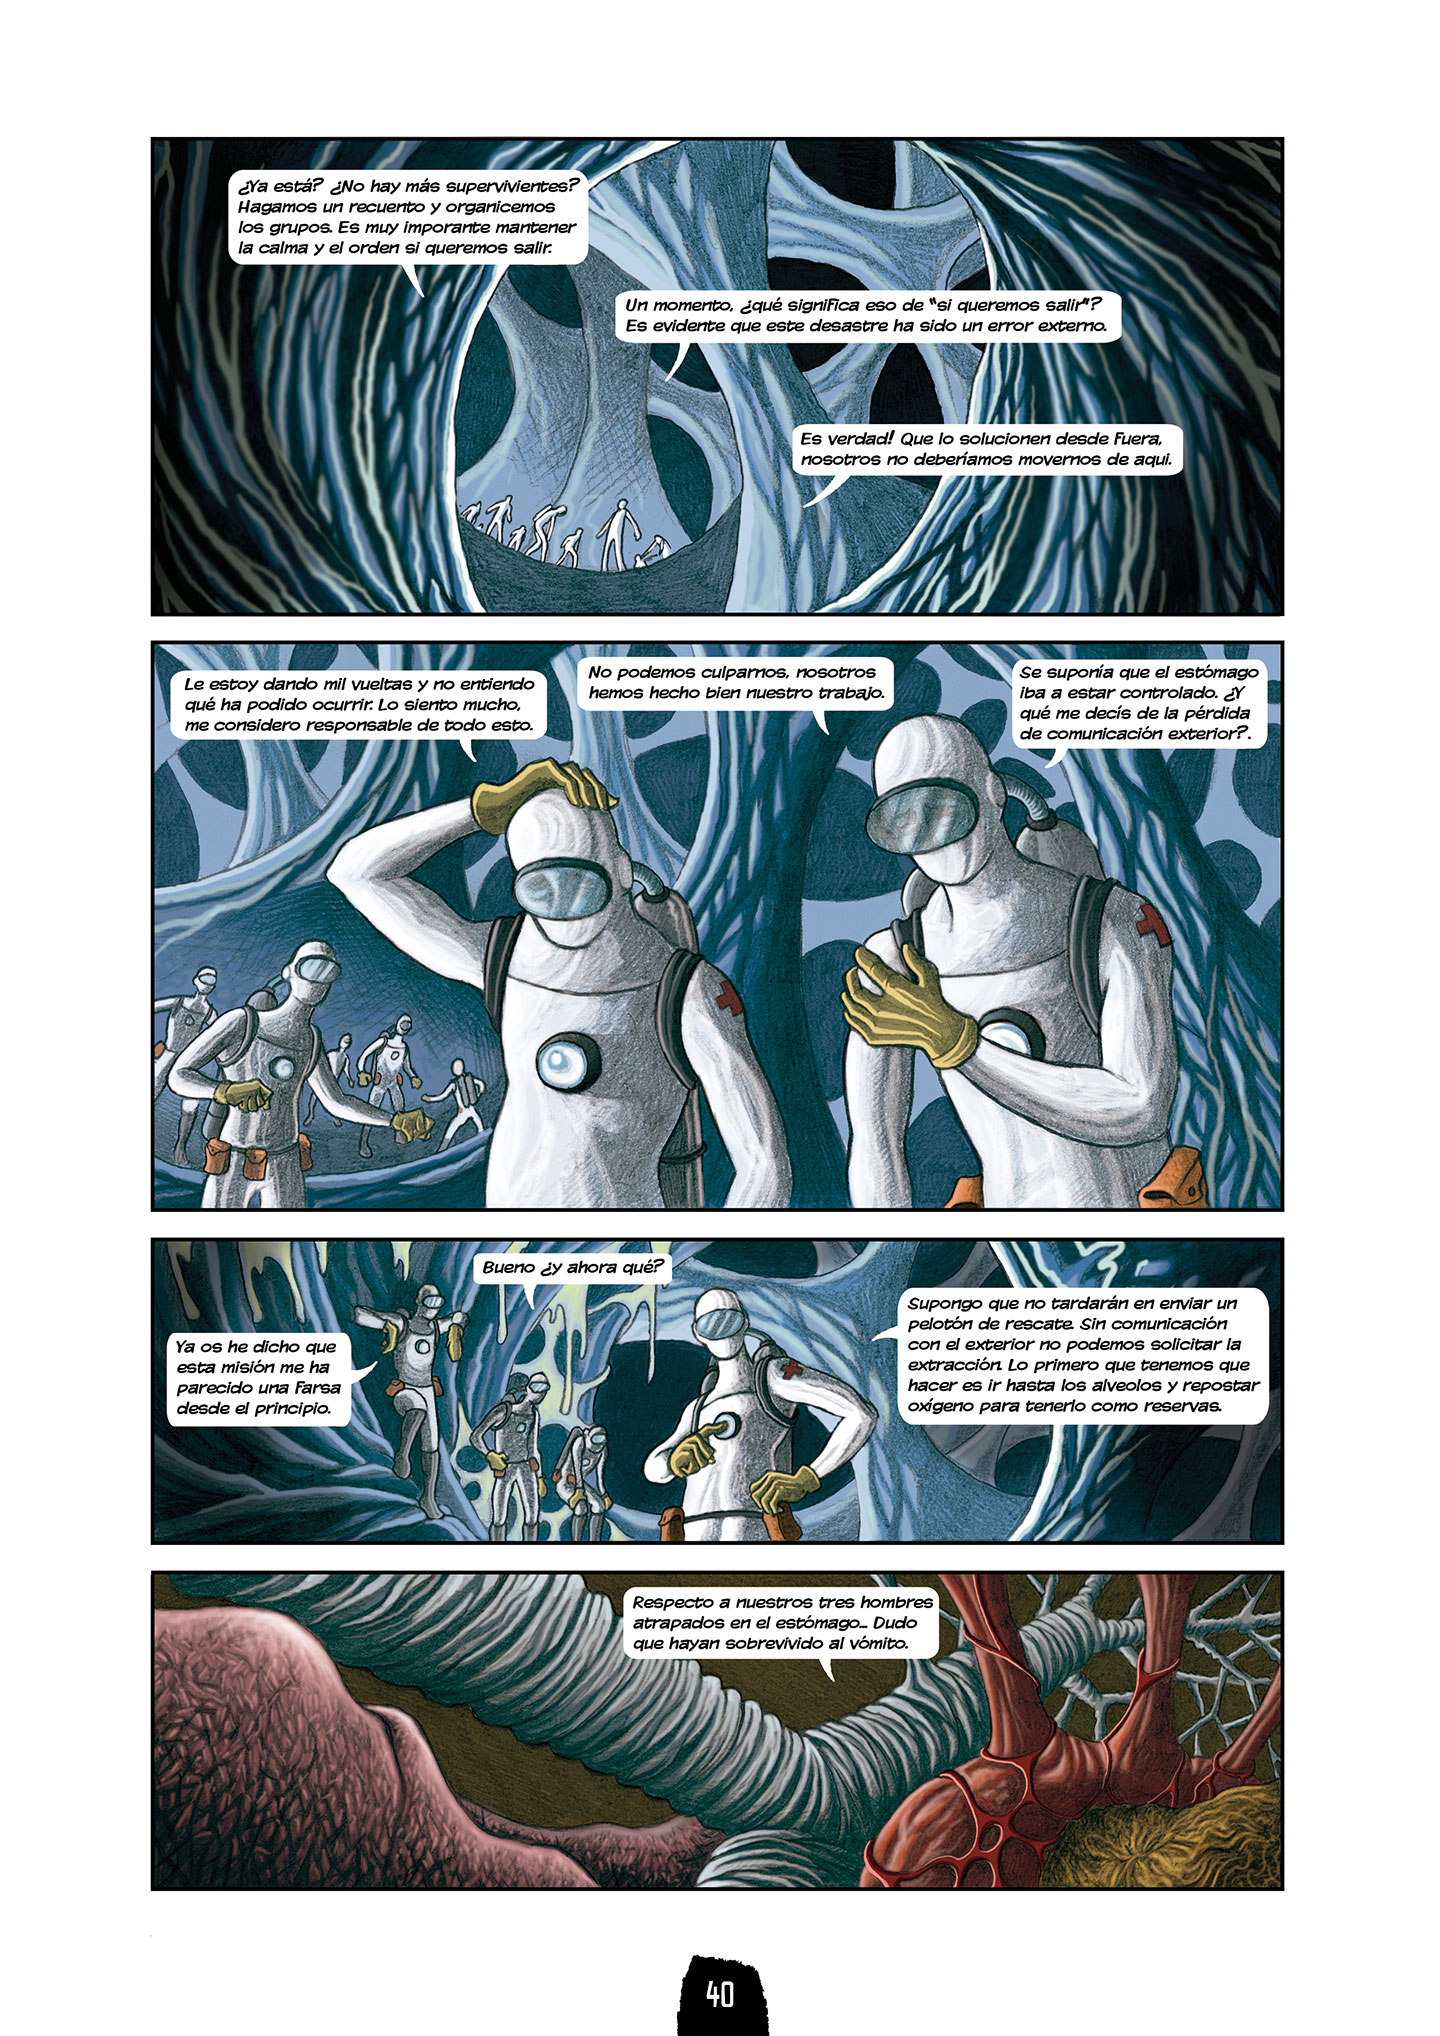 ¿Ya está? ¿No hay más supervivientes?
Hagamos un recuento y organicemos
los grupos. Es muy imporante mantener
la calma y el orden si queremos salir.
Un momento, ¿qué significa eso de "si queremos salir"?
Es evidente que este desastre ha sido un error externo.
Es verdad! Que lo solucionen desde fuera,
nosotros no deberíamos movernos de aqui.
Le estoy dando mil vueltas y no entiendo
qué ha podido ocurrir. Lo siento mucho,
me considero responsable de todo esto.
No podemos culparnos, nosotros
hemos hecho bien nuestro trabajo.
Se suponía que el estómago
iba a estar controlado. ¿Y
qué me decís de la pérdida
de comunicación exterior?.
Ya os he dicho que
esta misión me ha
parecido una farsa
desde el principio.
Bueno ¿y ahora qué?
Supongo que no tardarán en enviar un
pelotón de rescate. Sin comunicación
con el exterior no podemos solicitar la
extracción. Lo primero que tenemos que
hacer es ir hasta los alveolos y repostar
oxígeno para tenerlo como reservas.
Respecto a nuestros tres hombres
atrapados en el estómago... Dudo
que hayan sobrevivido al vómito.
40